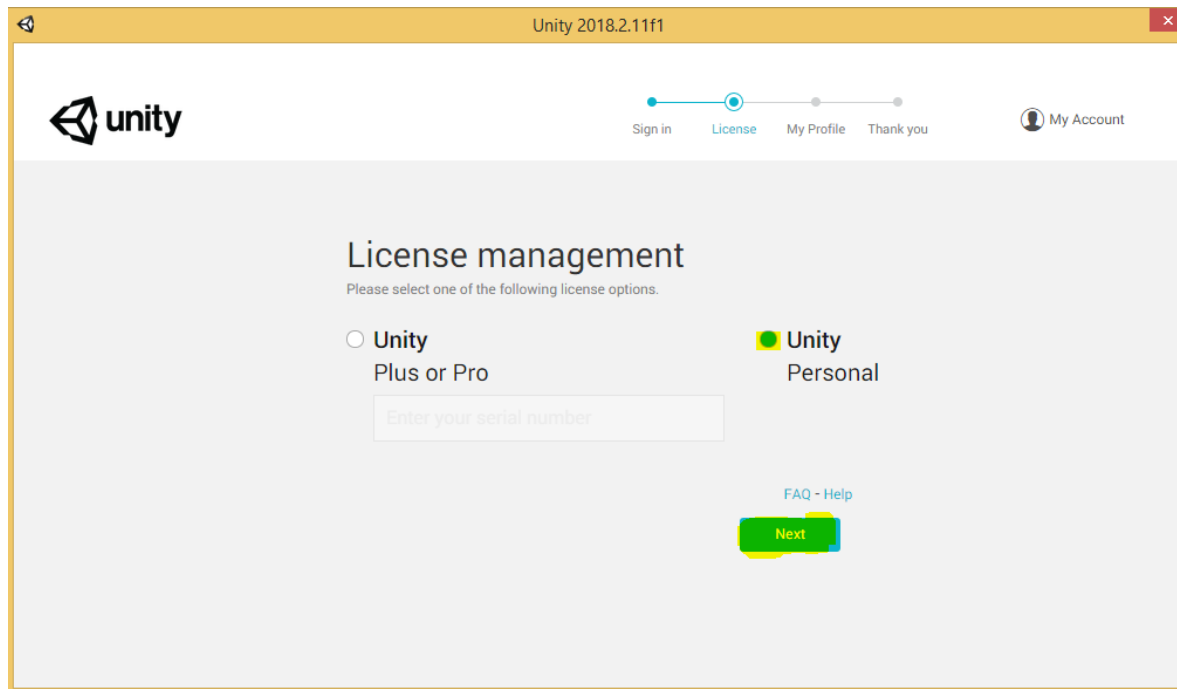 Unity 2018.2.11f1
unity
Sign in License My Profile Thank you
My Account
License management
Please select one of the following license options.
Unity
Plus or Pro
Enter your serial number
Unity
Personal
FAQ - Help
Next